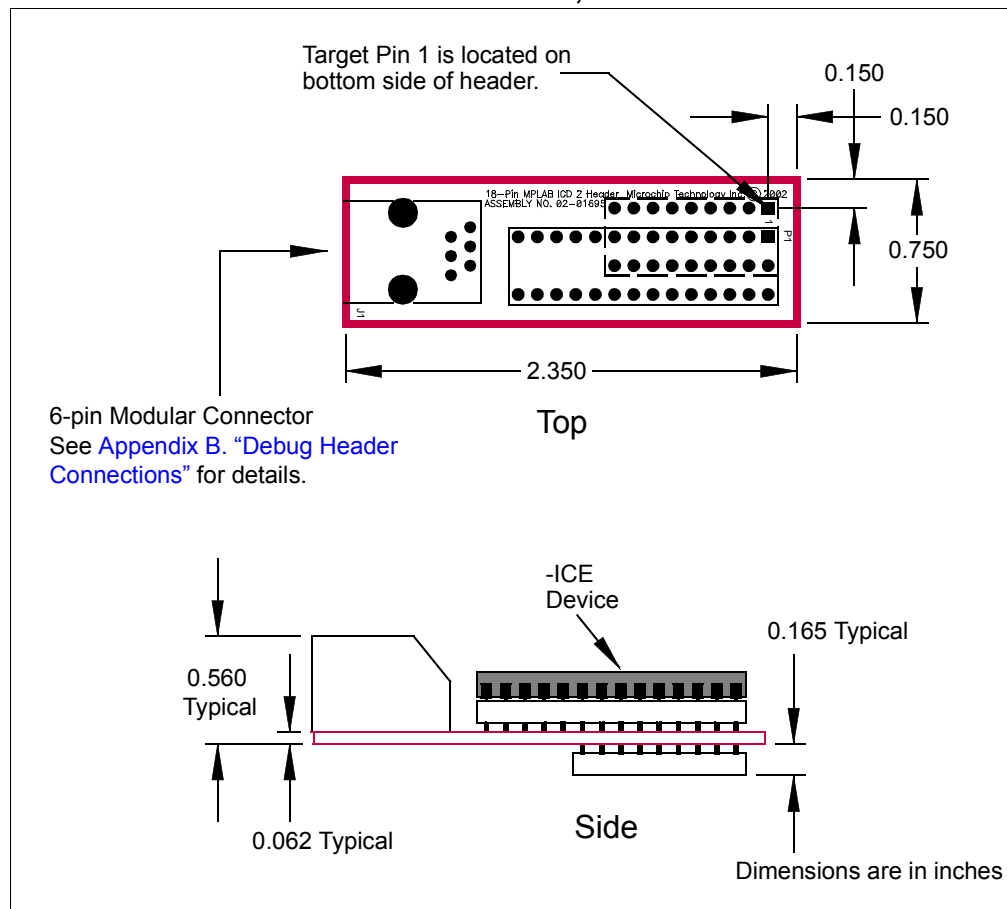 Target Pin 1 is located on
bottom side of header.
0.150
0.150
18-Pin MPLAB ICD 2 Header Microchip Technology Inc. © 2002
ASSEMBLY NO. 02-01695
1
P1
0.750
J1
2.350
6-pin Modular Connector
See Appendix B. “Debug Header
Connections” for details.
Top
-ICE
Device
0.165 Typical
0.560
Typical
0.062 Typical
Side
Dimensions are in inches